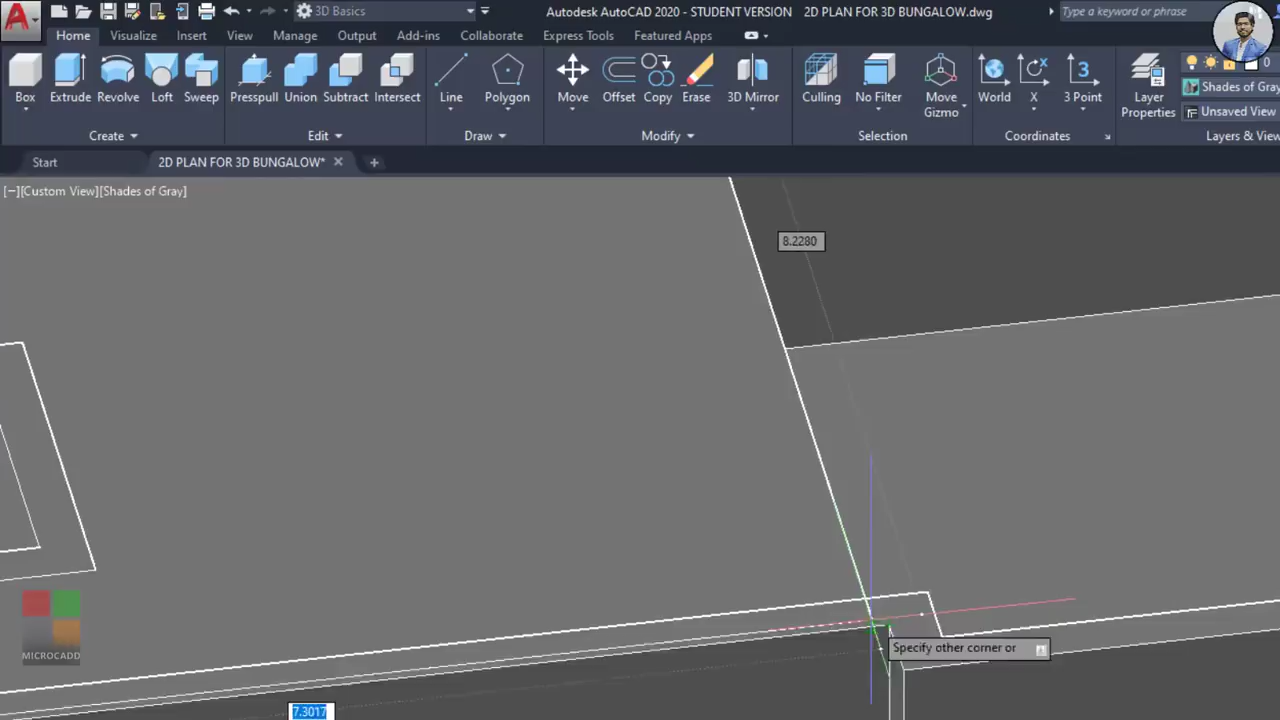 3D Basics
Autodesk AutoCAD 2020 - STUDENT VERSION 2D PLAN FOR 3D BUNGALOW.dwg
Type a keyword or phrase
Home Visualize Insert View Manage Output Add-ins Collaborate Express Tools Featured Apps
Box Extrude Revolve Loft Sweep Presspull Union Subtract Intersect Line Polygon Move Offset Copy Erase 3D Mirror Culling No Filter Move Gizmo World X 3 Point Layer Properties
0
Shades of Gray
Unsaved View
Create Edit Draw Modify Selection Coordinates Layers & View
Start 2D PLAN FOR 3D BUNGALOW*
[−][Custom View][Shades of Gray]
8.2280
Specify other corner or
MICROCADD
7.3017